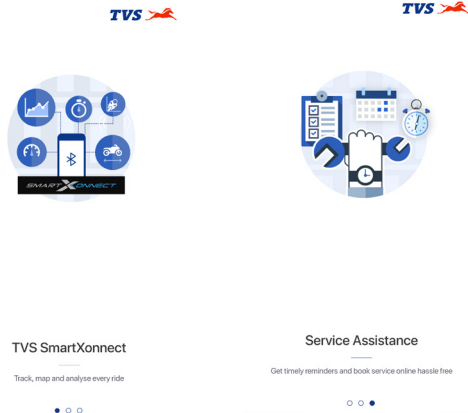 TVS
SMARTXONNECT
TVS SmartXonnect
Track, map and analyse every ride
TVS
Service Assistance
Get timely reminders and book service online hassle free